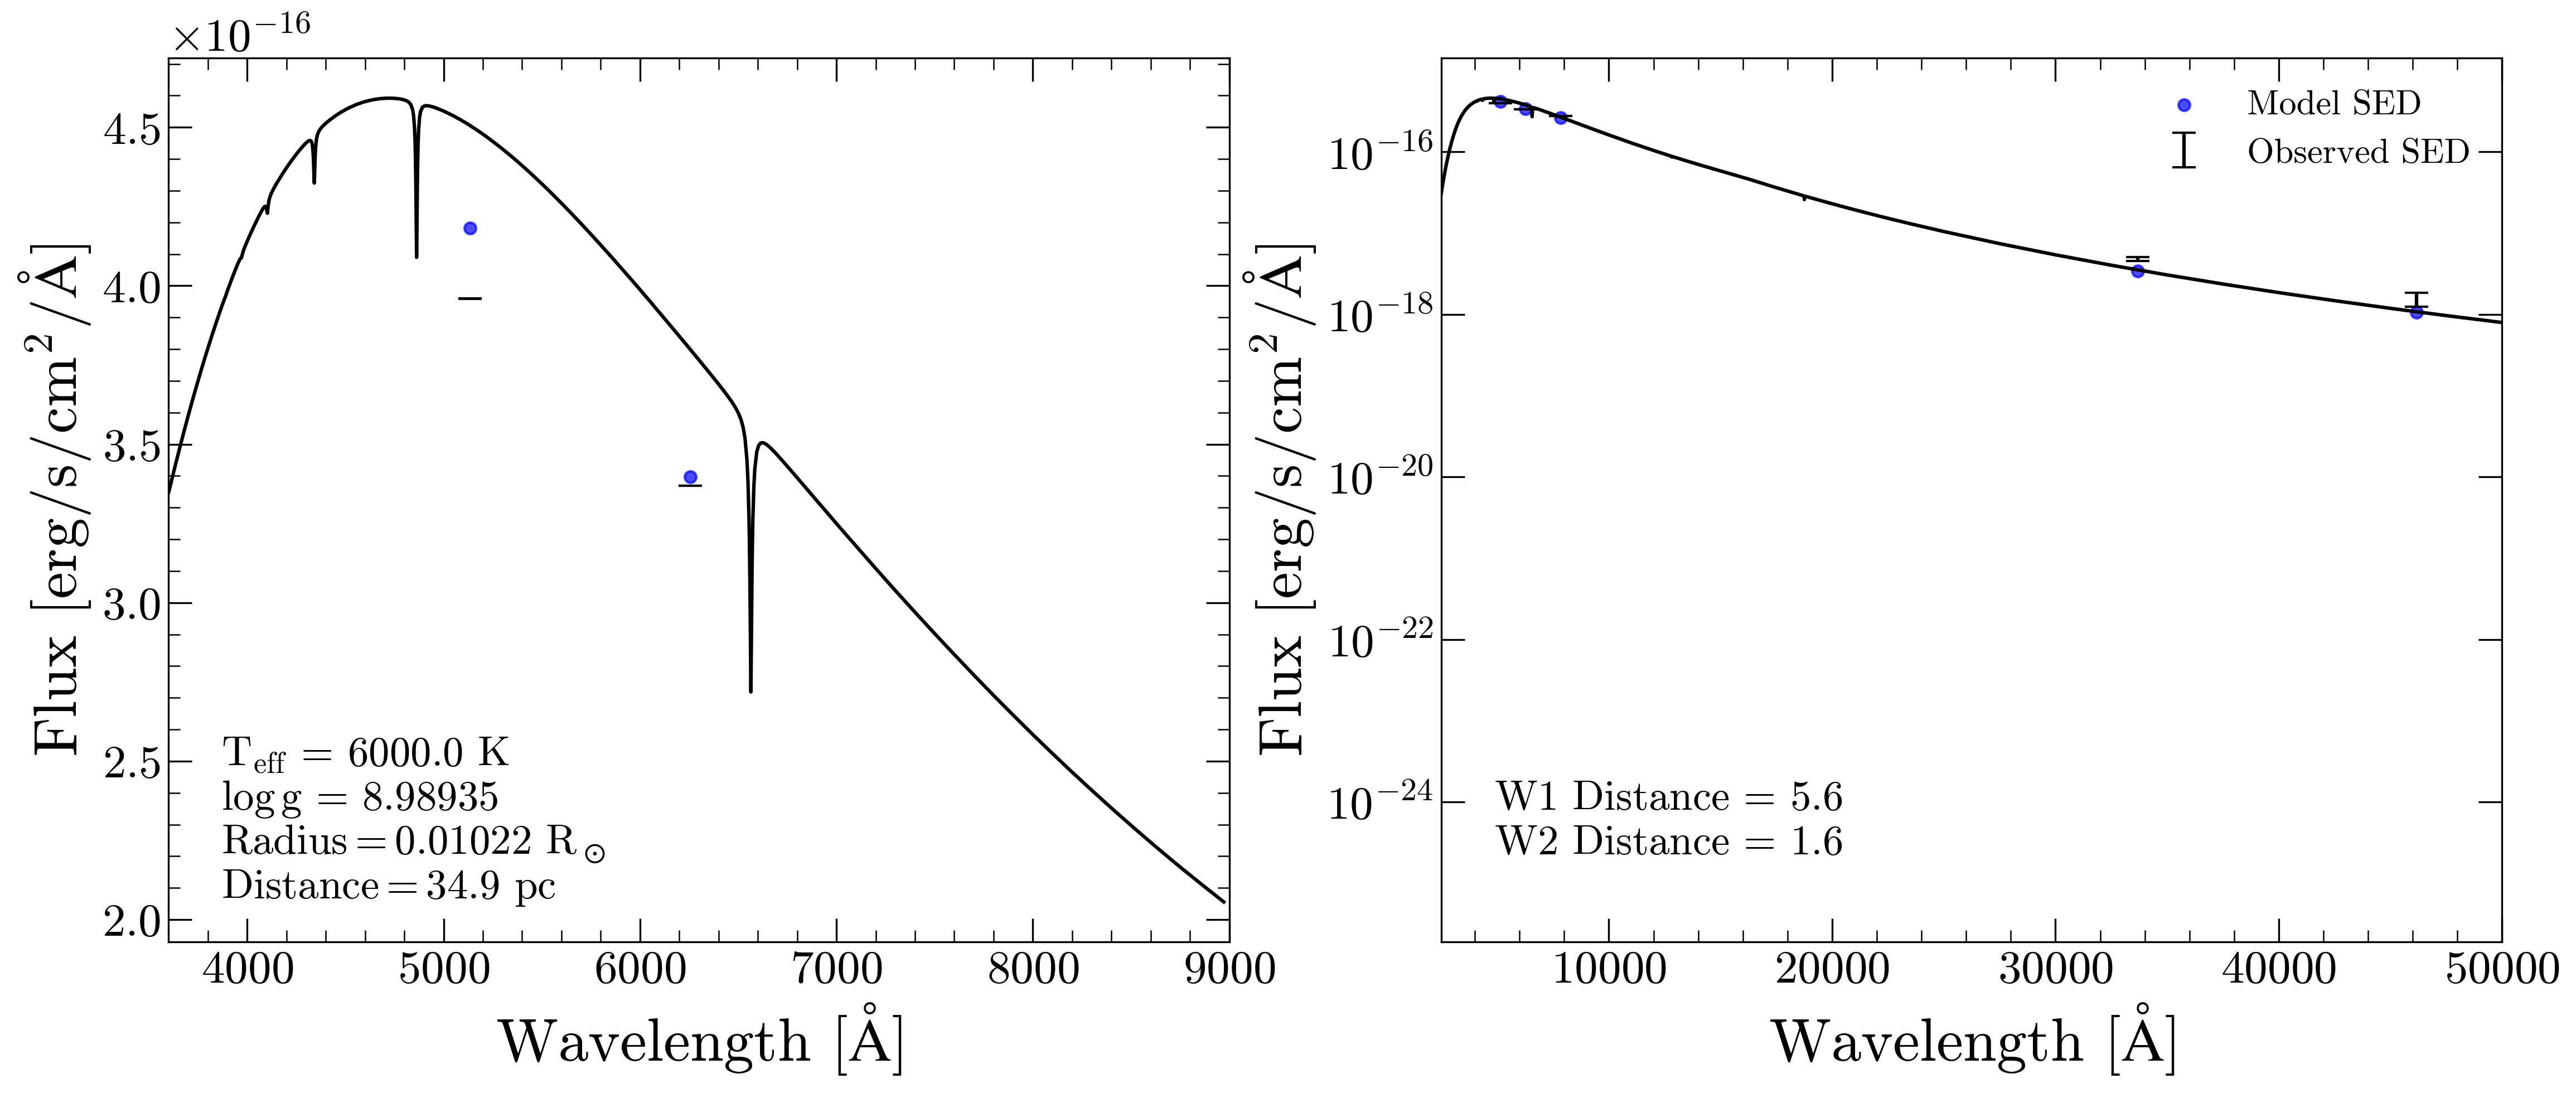 ×10⁻¹⁶
4.5
4.0
3.5
3.0
2.5
2.0
Flux [erg/s/cm²/Å]
T_eff = 6000.0 K
log g = 8.98935
Radius = 0.01022 R_⊙
Distance = 34.9 pc
4000 5000 6000 7000 8000 9000
Wavelength [Å]
10⁻¹⁶
10⁻¹⁸
10⁻²⁰
10⁻²²
10⁻²⁴
Flux [erg/s/cm²/Å]
Model SED
Observed SED
W1 Distance = 5.6
W2 Distance = 1.6
10000 20000 30000 40000 50000
Wavelength [Å]